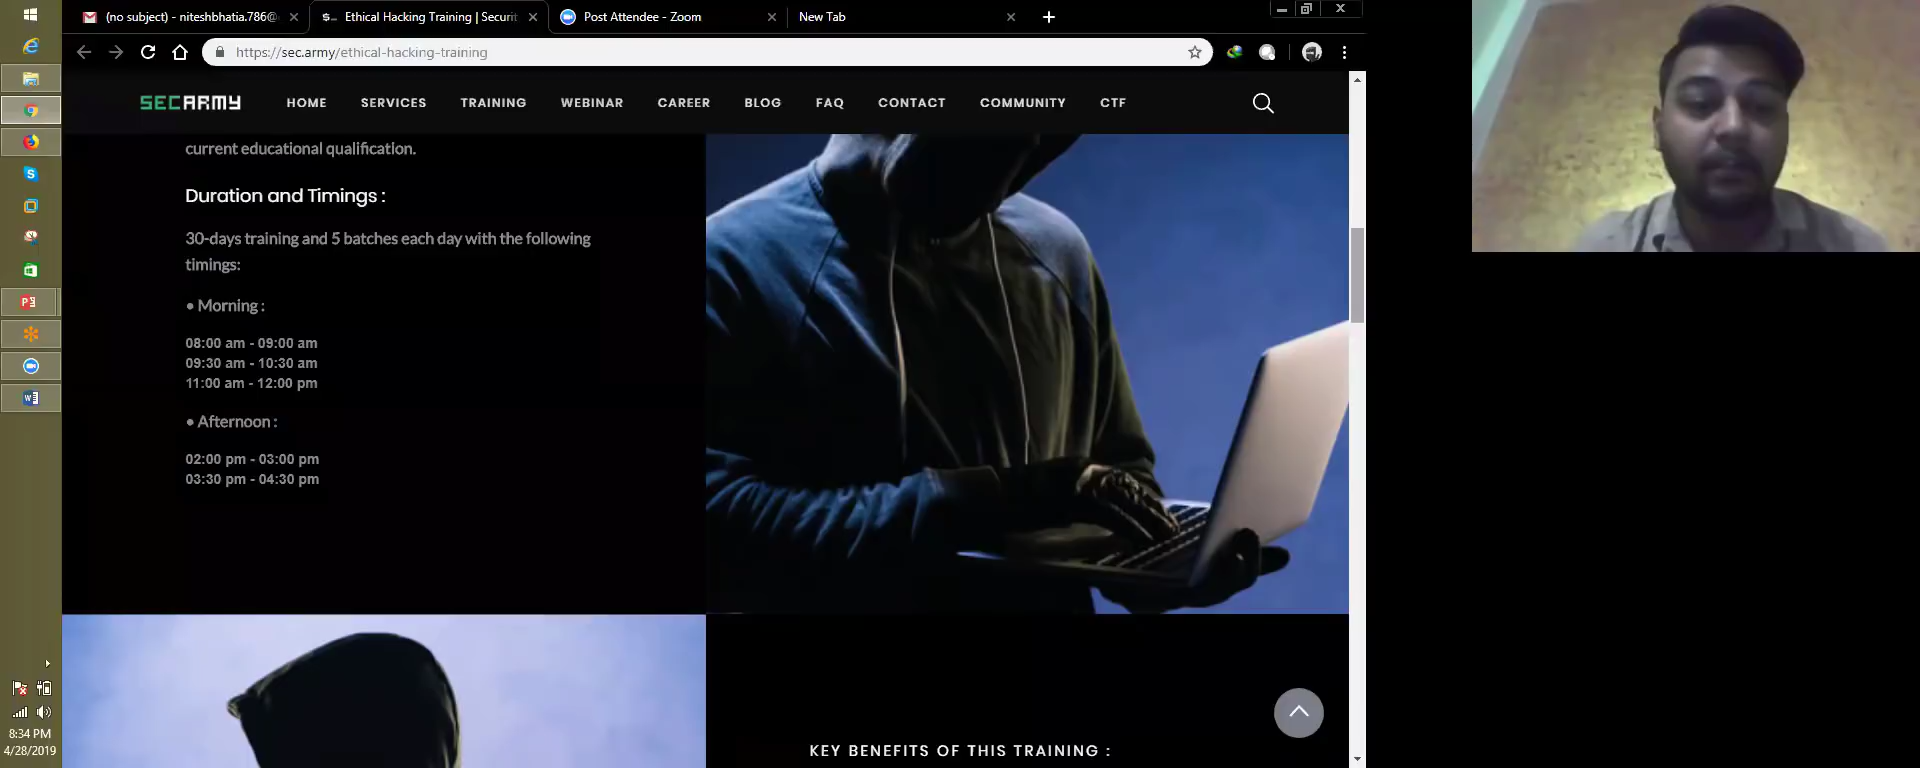 (no subject) - niteshbhatia.786@
Ethical Hacking Training | Securit
Post Attendee - Zoom
New Tab
https://sec.army/ethical-hacking-training
SECARMY
HOME
SERVICES
TRAINING
WEBINAR
CAREER
BLOG
FAQ
CONTACT
COMMUNITY
CTF
current educational qualification.
Duration and Timings :
30-days training and 5 batches each day with the following
timings:
• Morning :
08:00 am - 09:00 am
09:30 am - 10:30 am
11:00 am - 12:00 pm
• Afternoon :
02:00 pm - 03:00 pm
03:30 pm - 04:30 pm
KEY BENEFITS OF THIS TRAINING :
8:34 PM
4/28/2019